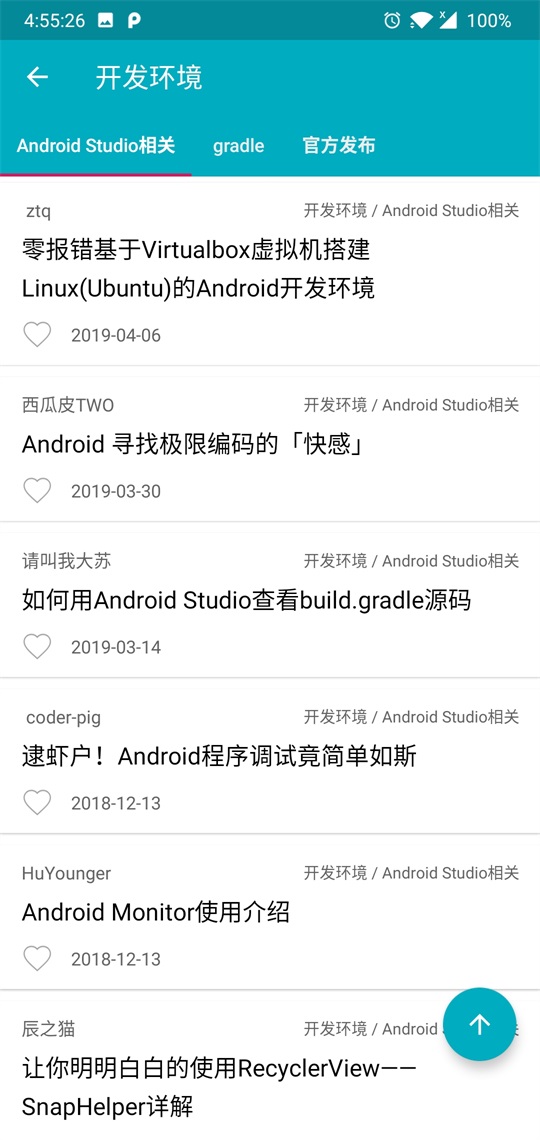 4:55:26
100%
开发环境
Android Studio相关 gradle 官方发布
ztq 开发环境 / Android Studio相关
零报错基于Virtualbox虚拟机搭建
Linux(Ubuntu)的Android开发环境
2019-04-06
西瓜皮TWO 开发环境 / Android Studio相关
Android 寻找极限编码的「快感」
2019-03-30
请叫我大苏 开发环境 / Android Studio相关
如何用Android Studio查看build.gradle源码
2019-03-14
coder-pig 开发环境 / Android Studio相关
逮虾户！Android程序调试竟简单如斯
2018-12-13
HuYounger 开发环境 / Android Studio相关
Android Monitor使用介绍
2018-12-13
辰之猫 开发环境 / Android
让你明明白白的使用RecyclerView——
SnapHelper详解